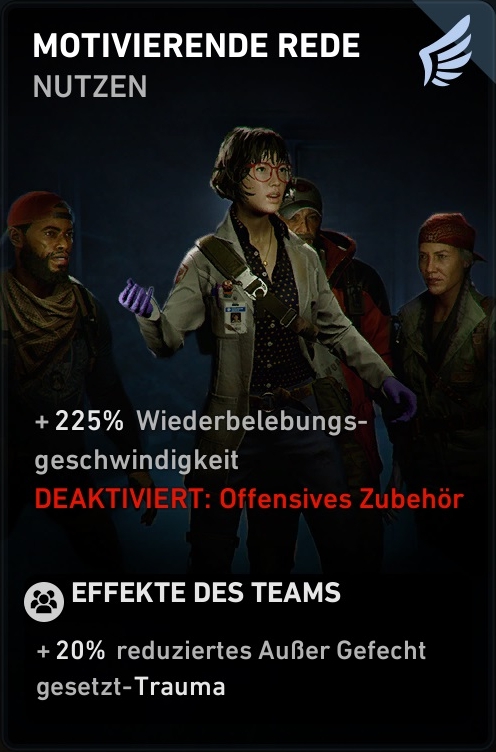 MOTIVIERENDE REDE
NUTZEN
+ 225% Wiederbelebungs-
geschwindigkeit
DEAKTIVIERT: Offensives Zubehör
EFFEKTE DES TEAMS
+ 20% reduziertes Außer Gefecht
gesetzt-Trauma